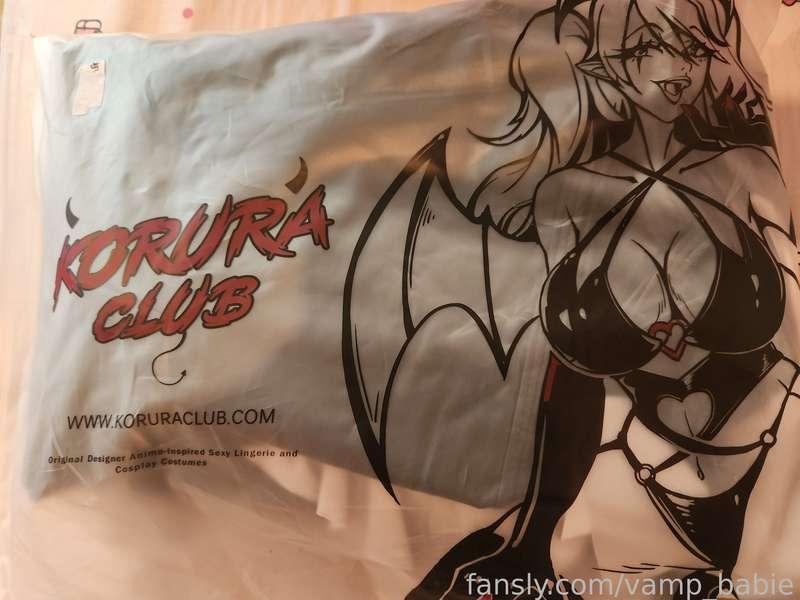 KORURA
CLUB
WWW.KORURACLUB.COM
Original Designer Anime-Inspired Sexy Lingerie and
Cosplay Costumes
fansly.com/vamp_babie